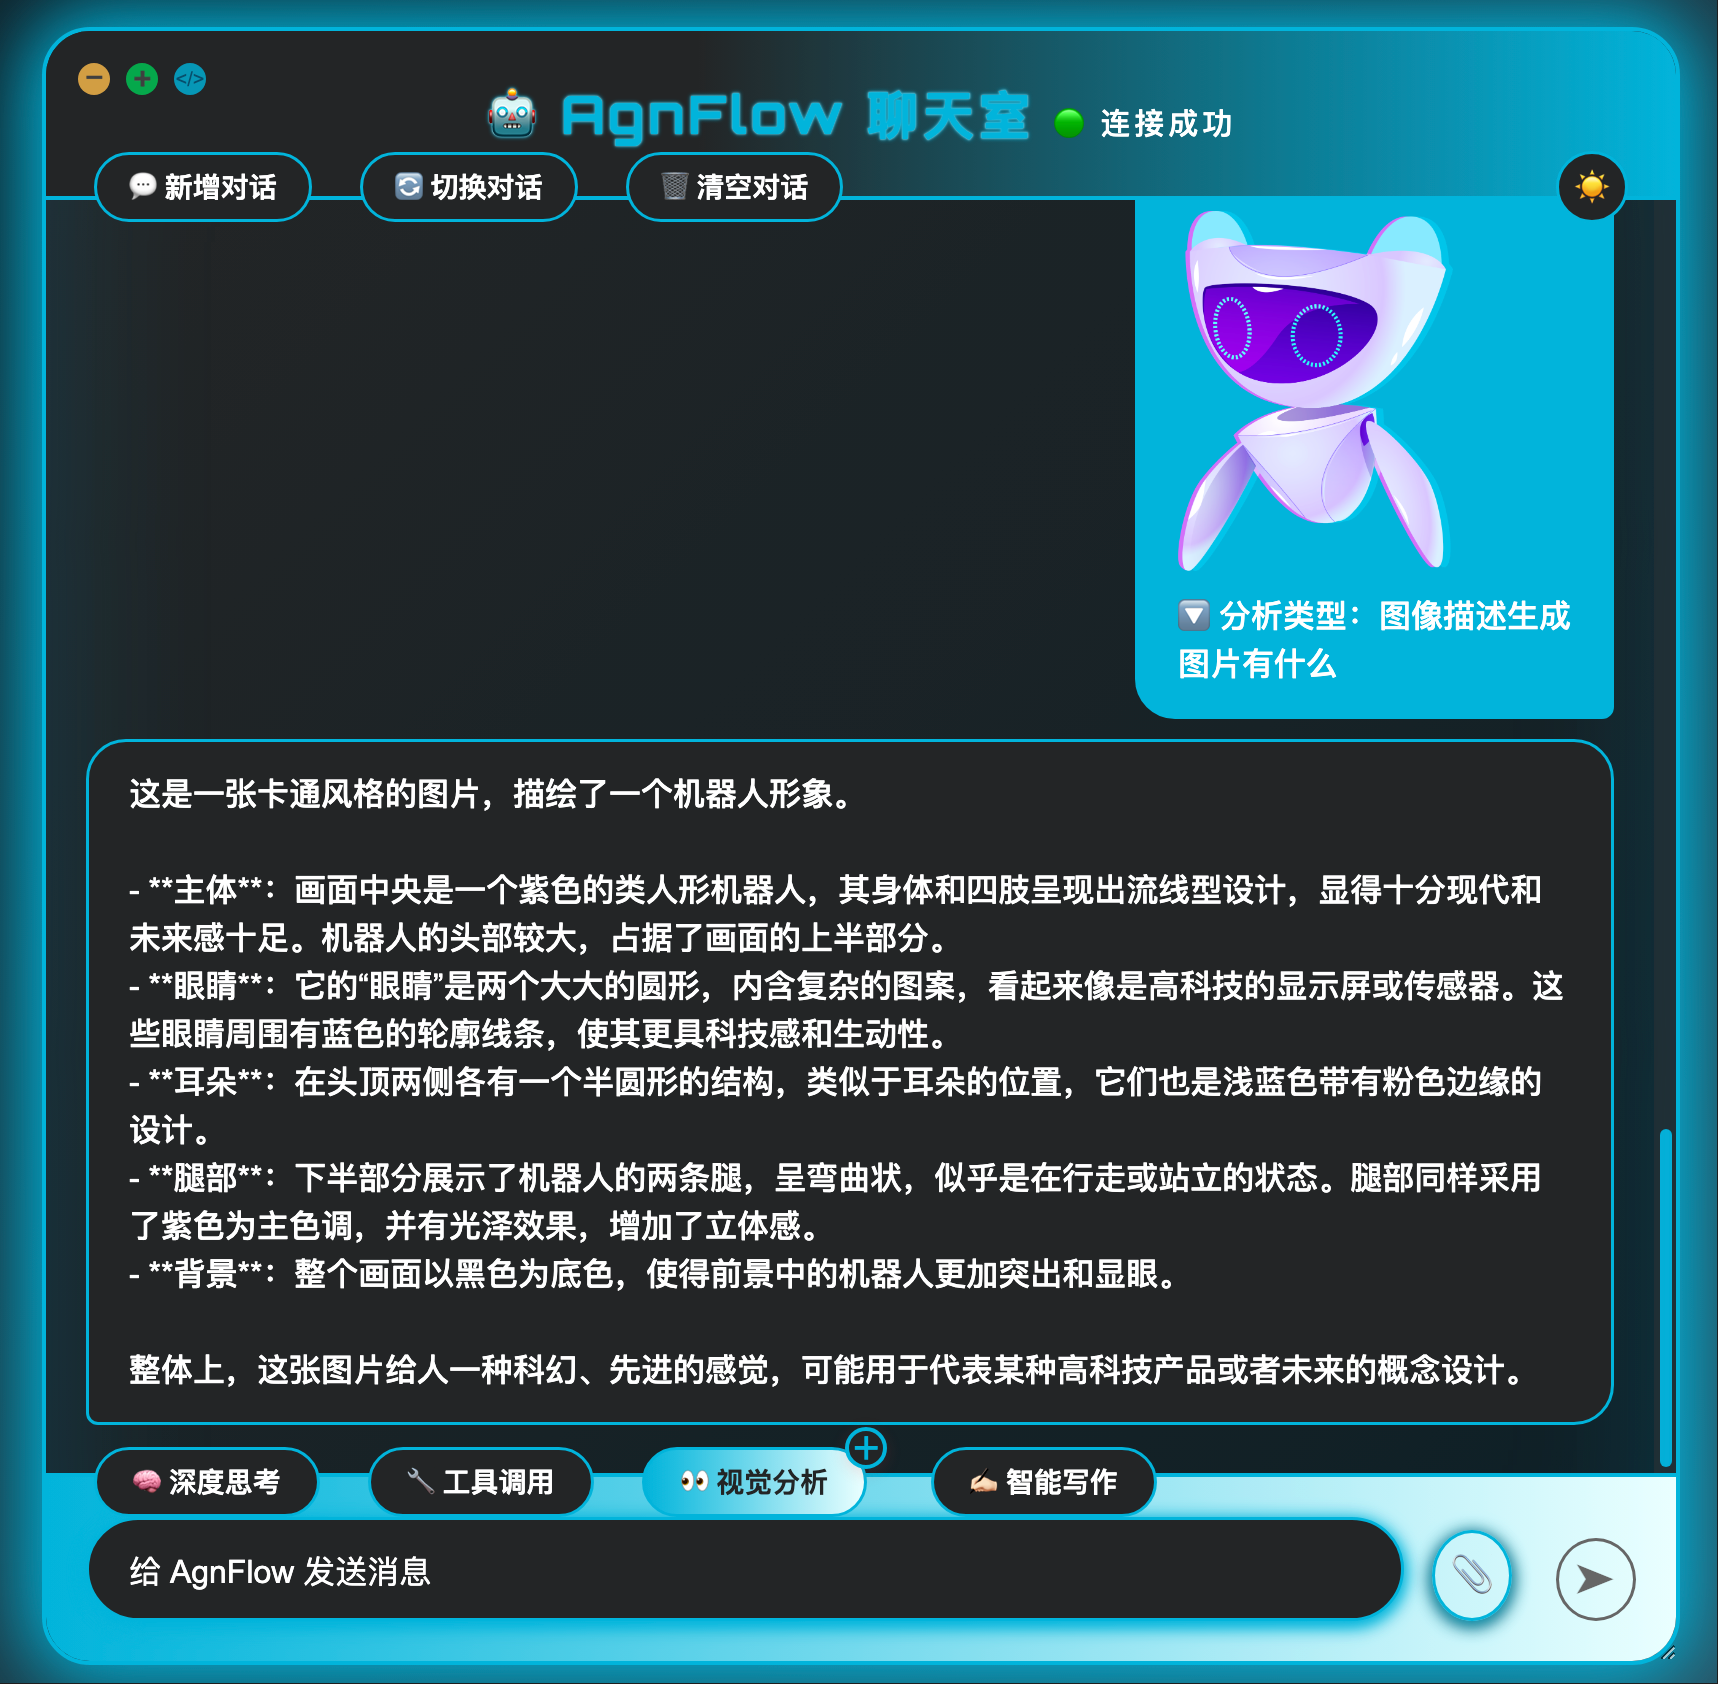 AgnFlow 聊天室 连接成功
新增对话 切换对话 清空对话
分析类型：图像描述生成
图片有什么
这是一张卡通风格的图片，描绘了一个机器人形象。
- **主体**：画面中央是一个紫色的类人形机器人，其身体和四肢呈现出流线型设计，显得十分现代和
未来感十足。机器人的头部较大，占据了画面的上半部分。
- **眼睛**：它的“眼睛”是两个大大的圆形，内含复杂的图案，看起来像是高科技的显示屏或传感器。这
些眼睛周围有蓝色的轮廓线条，使其更具科技感和生动性。
- **耳朵**：在头顶两侧各有一个半圆形的结构，类似于耳朵的位置，它们也是浅蓝色带有粉色边缘的
设计。
- **腿部**：下半部分展示了机器人的两条腿，呈弯曲状，似乎是在行走或站立的状态。腿部同样采用
了紫色为主色调，并有光泽效果，增加了立体感。
- **背景**：整个画面以黑色为底色，使得前景中的机器人更加突出和显眼。
整体上，这张图片给人一种科幻、先进的感觉，可能用于代表某种高科技产品或者未来的概念设计。
深度思考 工具调用 视觉分析 智能写作
给 AgnFlow 发送消息